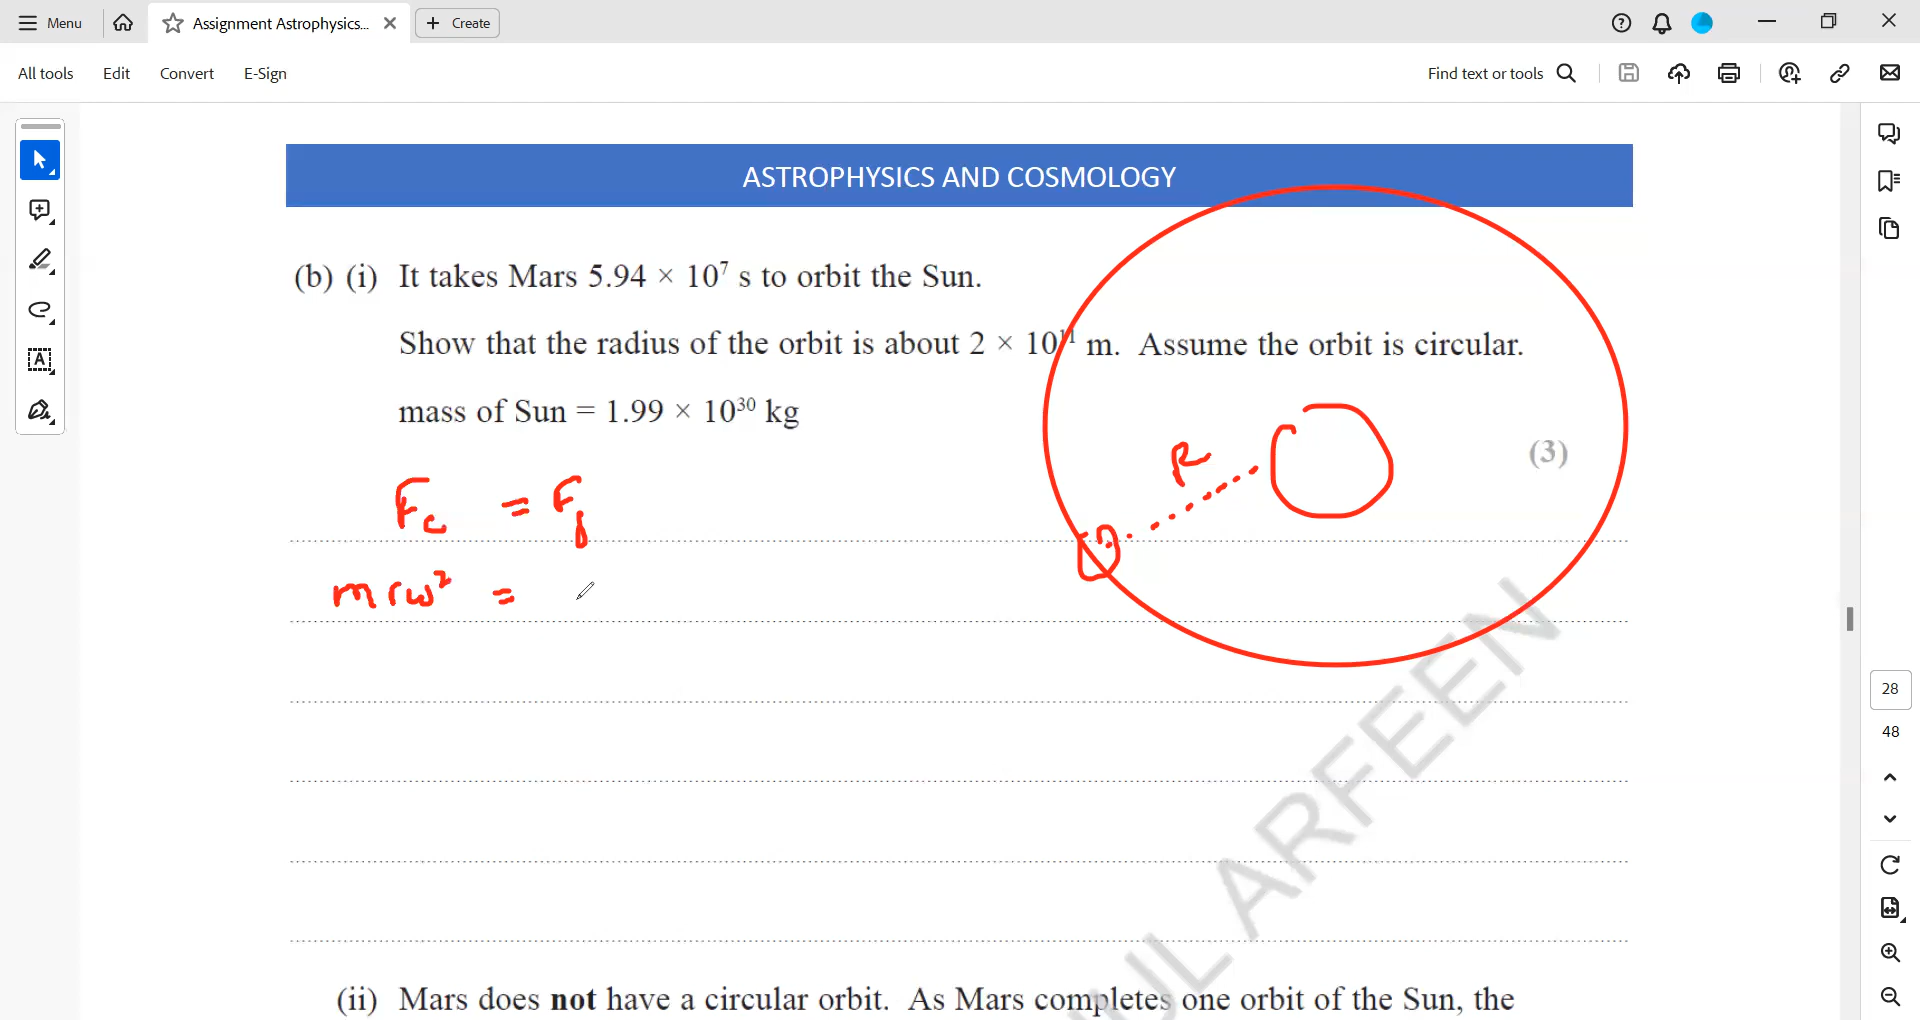 Menu Assignment Astrophysics... Create
All tools Edit Convert E-Sign Find text or tools
ASTROPHYSICS AND COSMOLOGY
(b) (i) It takes Mars 5.94 × 10⁷ s to orbit the Sun.
Show that the radius of the orbit is about 2 × 10¹¹ m. Assume the orbit is circular.
mass of Sun = 1.99 × 10³⁰ kg
(3)
R
Fc = Fg
mrω² =
28
48
(ii) Mars does not have a circular orbit. As Mars completes one orbit of the Sun, the
UL ARFEEN